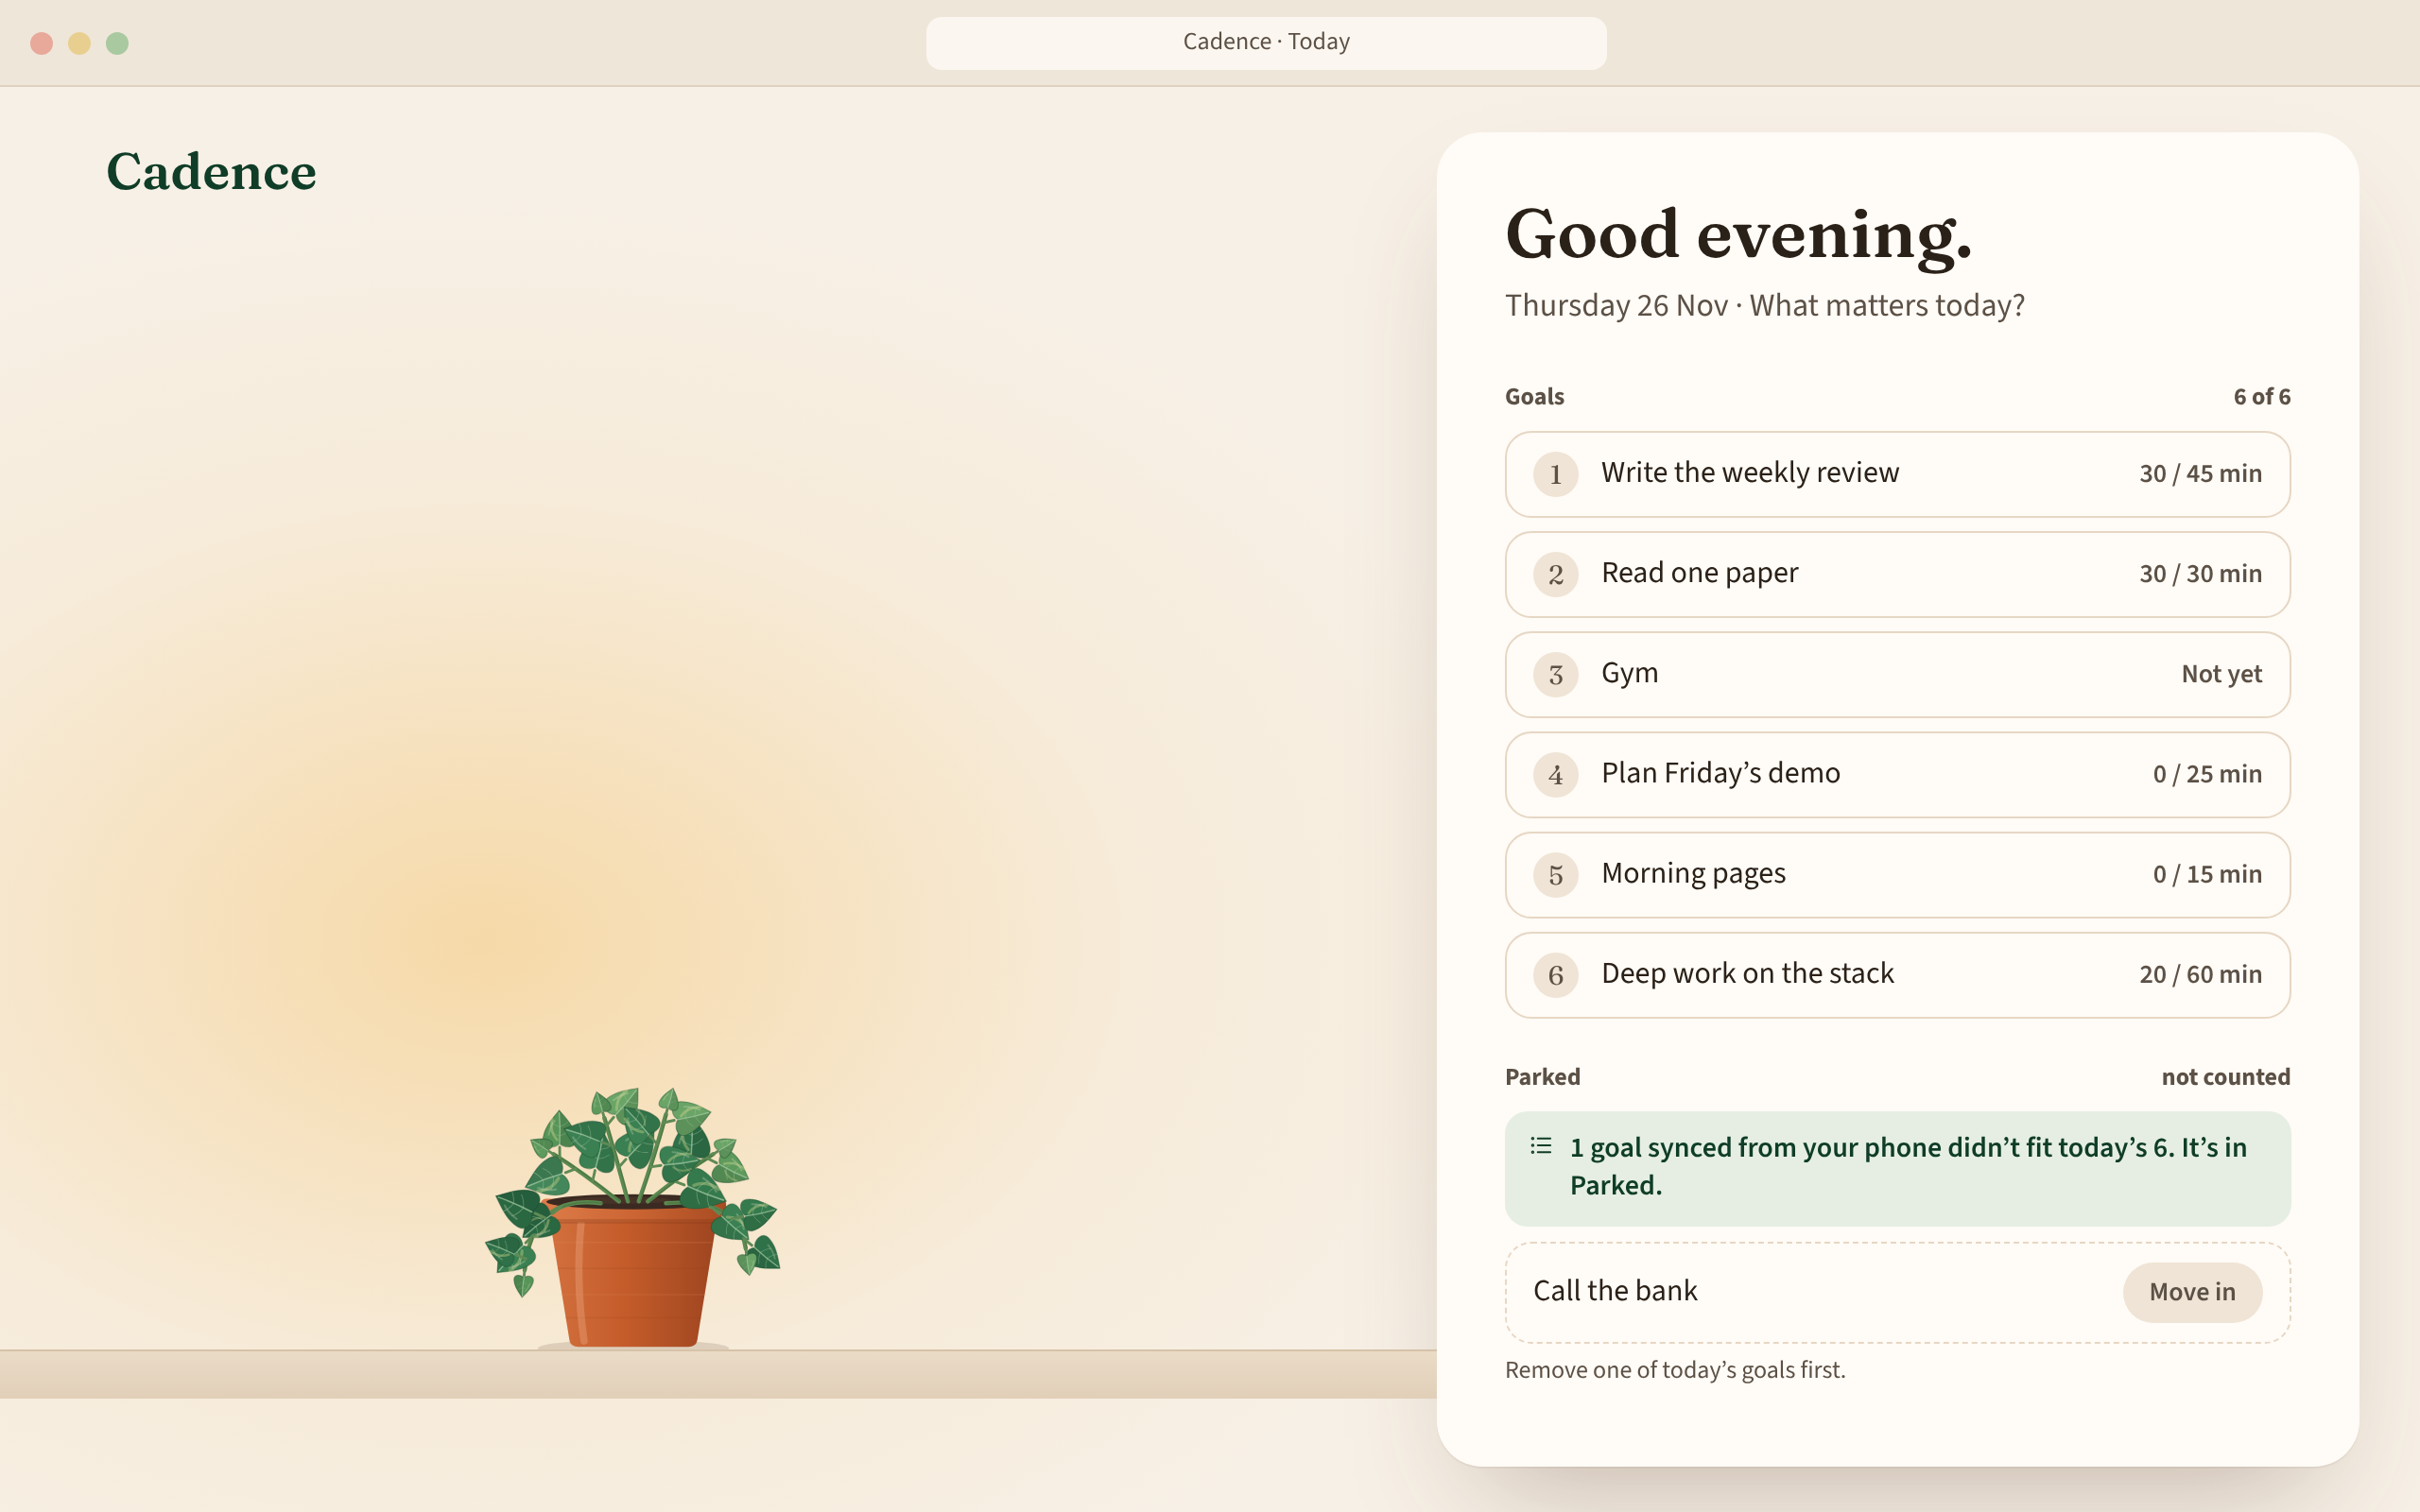 Cadence · Today
Cadence
Good evening.
Thursday 26 Nov · What matters today?
Goals 6 of 6
1 Write the weekly review 30 / 45 min
2 Read one paper 30 / 30 min
3 Gym Not yet
4 Plan Friday’s demo 0 / 25 min
5 Morning pages 0 / 15 min
6 Deep work on the stack 20 / 60 min
Parked not counted
1 goal synced from your phone didn’t fit today’s 6. It’s in
Parked.
Call the bank Move in
Remove one of today’s goals first.